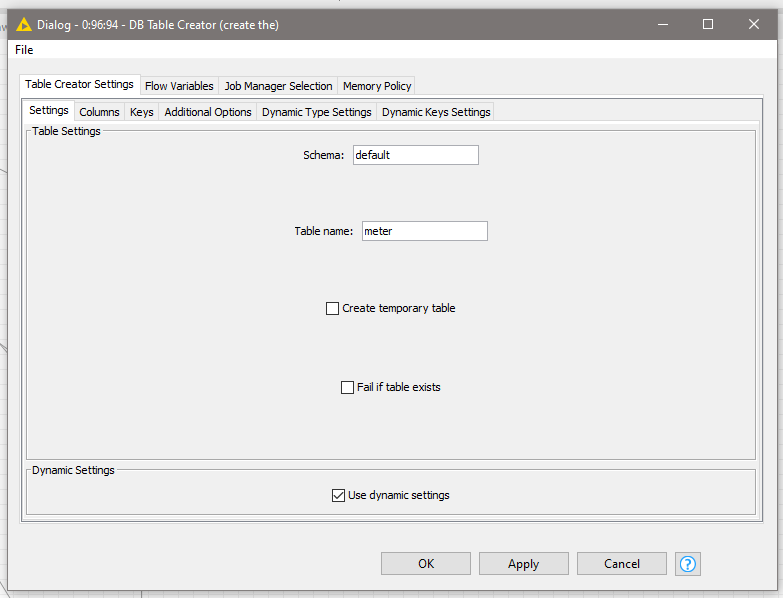 Dialog - 0:96:94 - DB Table Creator (create the)
File
Table Creator Settings Flow Variables Job Manager Selection Memory Policy
Settings Columns Keys Additional Options Dynamic Type Settings Dynamic Keys Settings
Table Settings
Schema: default
Table name: meter
Create temporary table
Fail if table exists
Dynamic Settings
Use dynamic settings
OK Apply Cancel ?